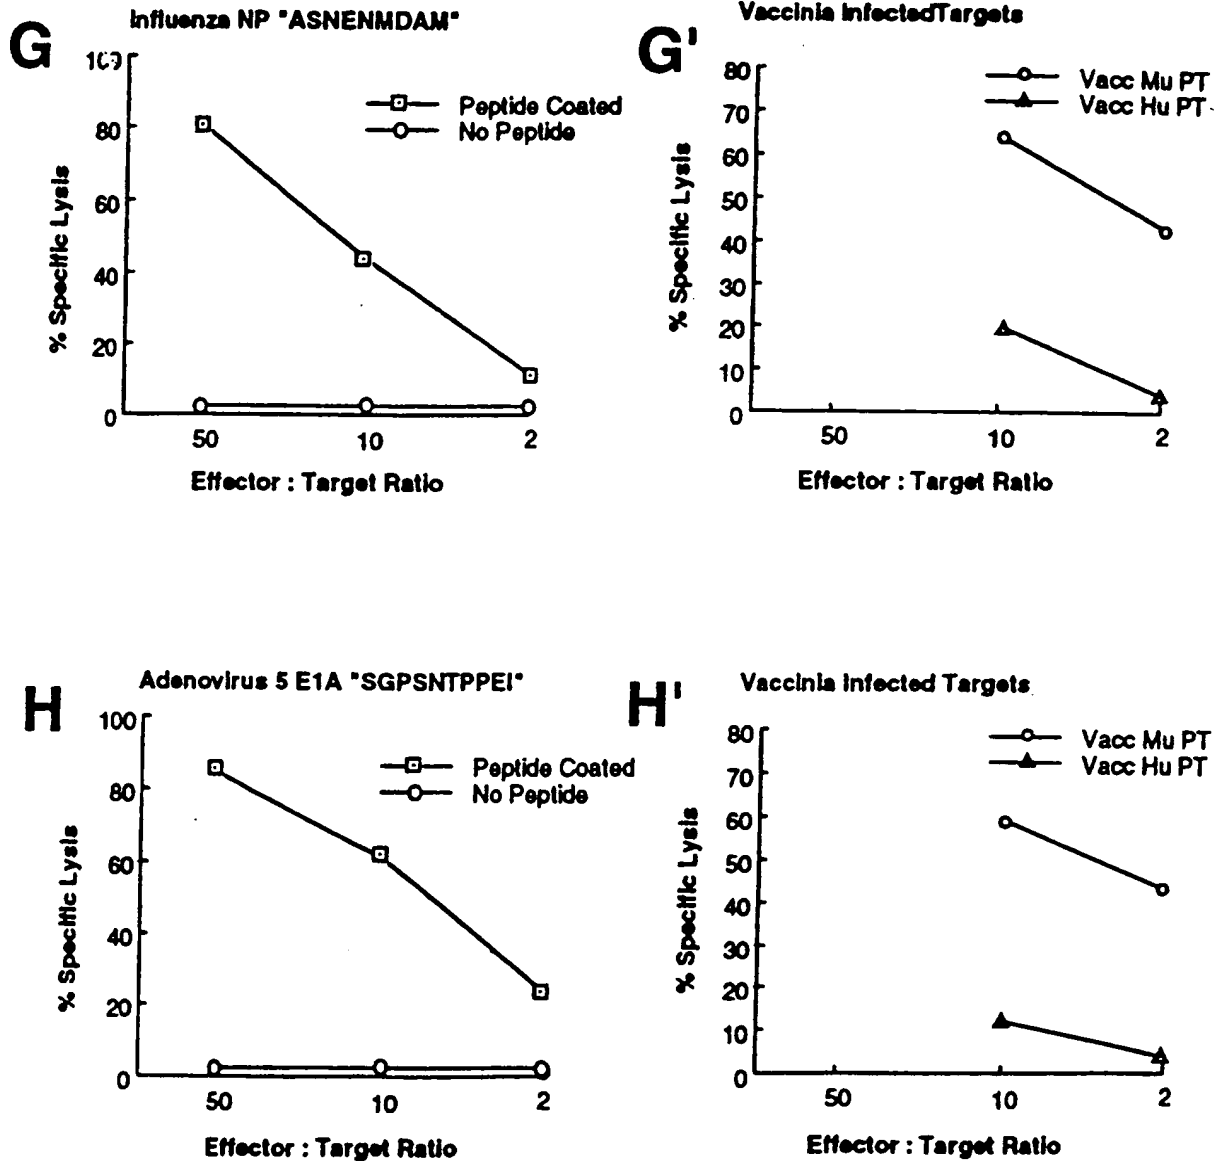 G
Influenza NP "ASNENMDAM"
100
80
60
40
20
0
% Specific Lysis
Peptide Coated
No Peptide
50 10 2
Effector : Target Ratio
G'
Vaccinia InfectedTargets
80
70
60
50
40
30
20
10
0
% Specific Lysis
Vacc Mu PT
Vacc Hu PT
50 10 2
Effector : Target Ratio
H
Adenovirus 5 E1A "SGPSNTPPEI"
100
80
60
40
20
0
% Specific Lysis
Peptide Coated
No Peptide
50 10 2
Effector : Target Ratio
H'
Vaccinia Infected Targets
80
70
60
50
40
30
20
10
0
% Specific Lysis
Vacc Mu PT
Vacc Hu PT
50 10 2
Effector : Target Ratio